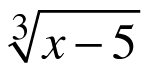 ∛(x − 5)